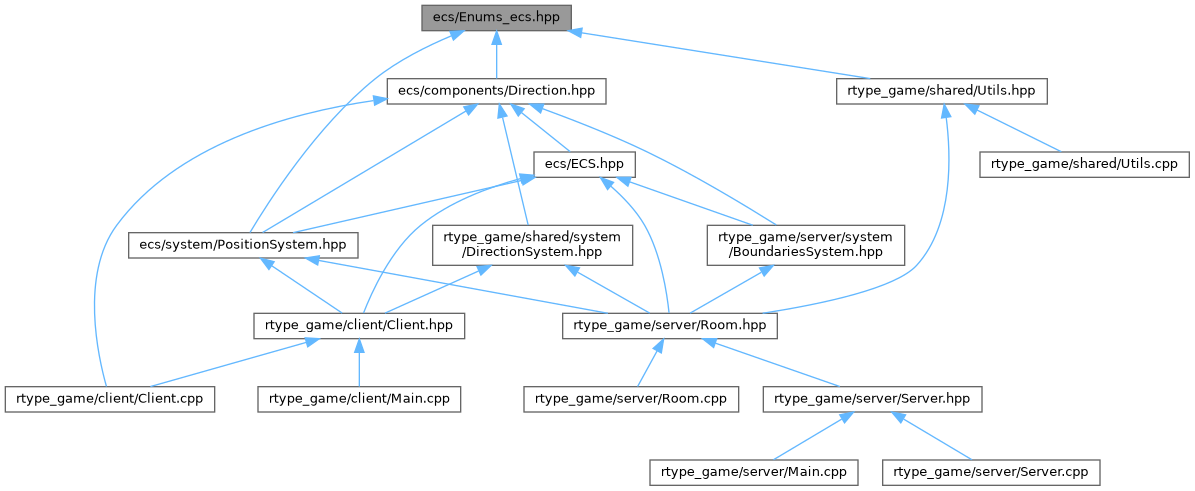 ecs/Enums_ecs.hpp
ecs/components/Direction.hpp
rtype_game/shared/Utils.hpp
ecs/ECS.hpp
rtype_game/shared/Utils.cpp
ecs/system/PositionSystem.hpp
rtype_game/shared/system
/DirectionSystem.hpp
rtype_game/server/system
/BoundariesSystem.hpp
rtype_game/client/Client.hpp
rtype_game/server/Room.hpp
rtype_game/client/Client.cpp
rtype_game/client/Main.cpp
rtype_game/server/Room.cpp
rtype_game/server/Server.hpp
rtype_game/server/Main.cpp
rtype_game/server/Server.cpp